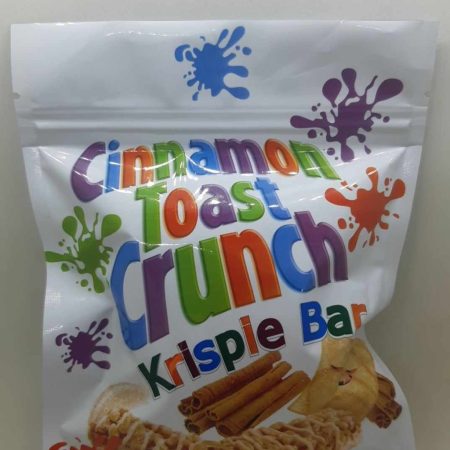 Cinnamon
Toast
Crunch
Krispie Bar